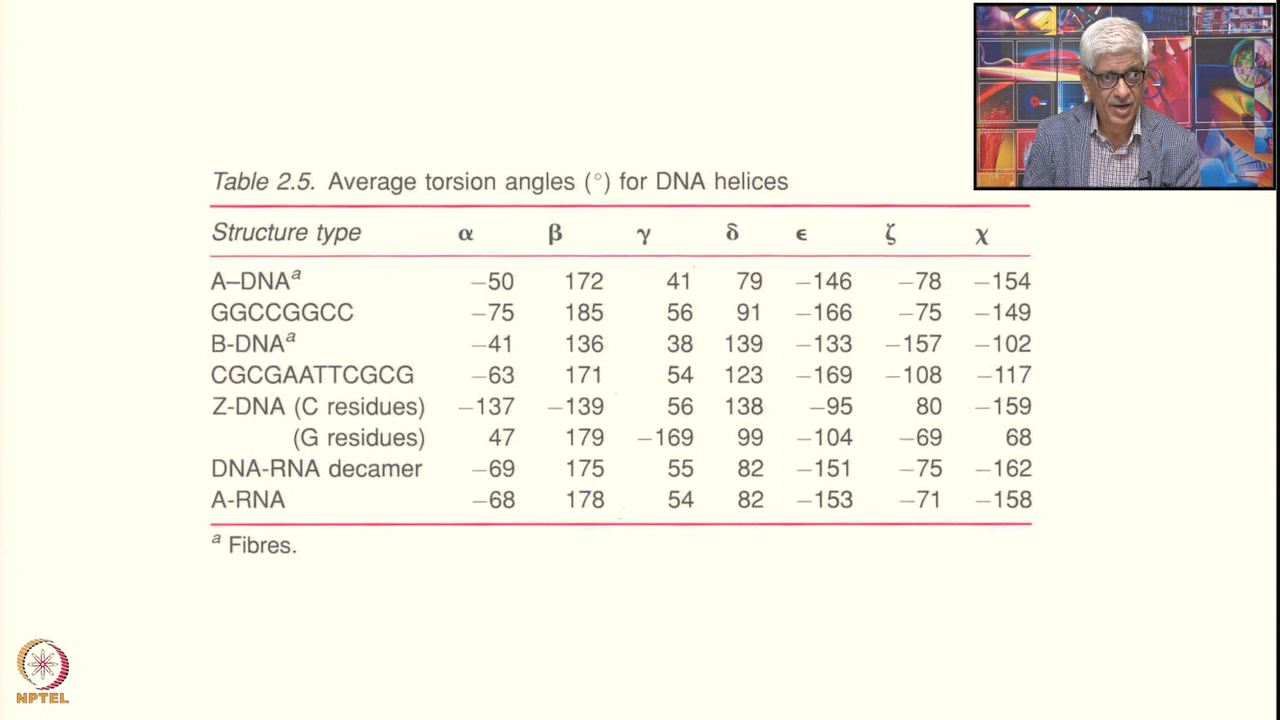 Table 2.5. Average torsion angles (°) for DNA helices
Structure type α β γ δ ϵ ζ χ
A–DNAᵃ −50 172 41 79 −146 −78 −154
GGCCGGCC −75 185 56 91 −166 −75 −149
B-DNAᵃ −41 136 38 139 −133 −157 −102
CGCGAATTCGCG −63 171 54 123 −169 −108 −117
Z-DNA (C residues) −137 −139 56 138 −95 80 −159
(G residues) 47 179 −169 99 −104 −69 68
DNA-RNA decamer −69 175 55 82 −151 −75 −162
A-RNA −68 178 54 82 −153 −71 −158
ᵃ Fibres.
NPTEL